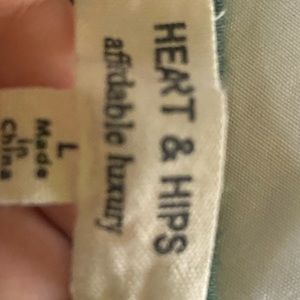 HEART & HIPS
affordable luxury
L
Made
in
China